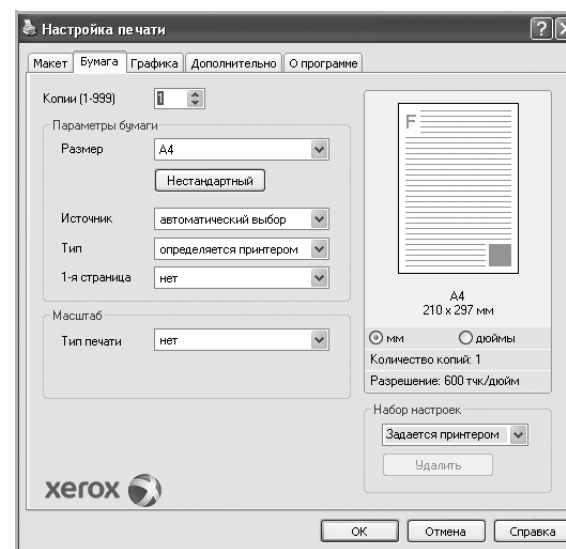 Настройка печати
Макет Бумага Графика Дополнительно О программе
Копии (1-999) 1
Параметры бумаги
Размер A4
Нестандартный
Источник автоматический выбор
Тип определяется принтером
1-я страница нет
Масштаб
Тип печати нет
F
A4
210 x 297 мм
мм дюймы
Количество копий: 1
Разрешение: 600 тчк/дюйм
Набор настроек
Задается принтером
Удалить
xerox
OK Отмена Справка